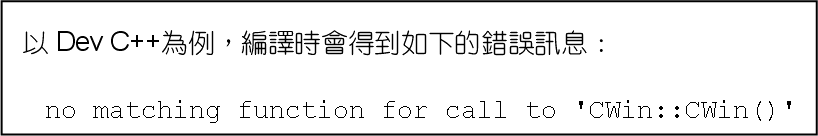 以 Dev C++為例，編譯時會得到如下的錯誤訊息：
no matching function for call to 'CWin::CWin()'